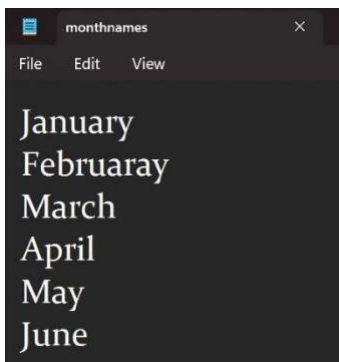 monthnames
File Edit View
January
Februaray
March
April
May
June